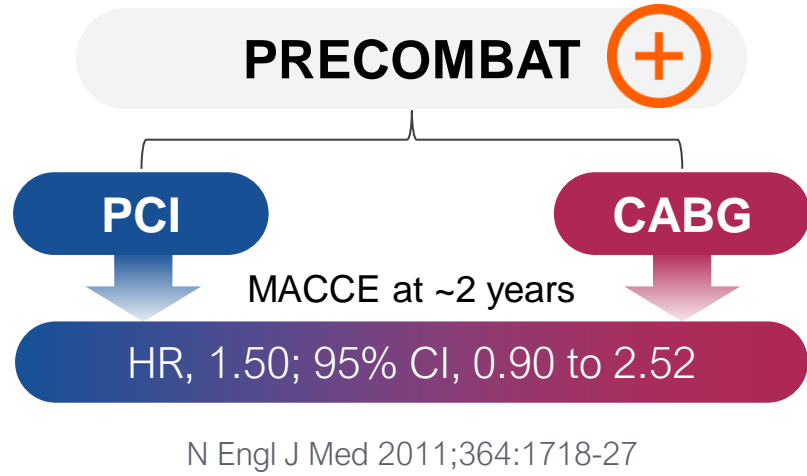 PRECOMBAT
PCI
CABG
MACCE at ~2 years
HR, 1.50; 95% CI, 0.90 to 2.52
N Engl J Med 2011;364:1718-27